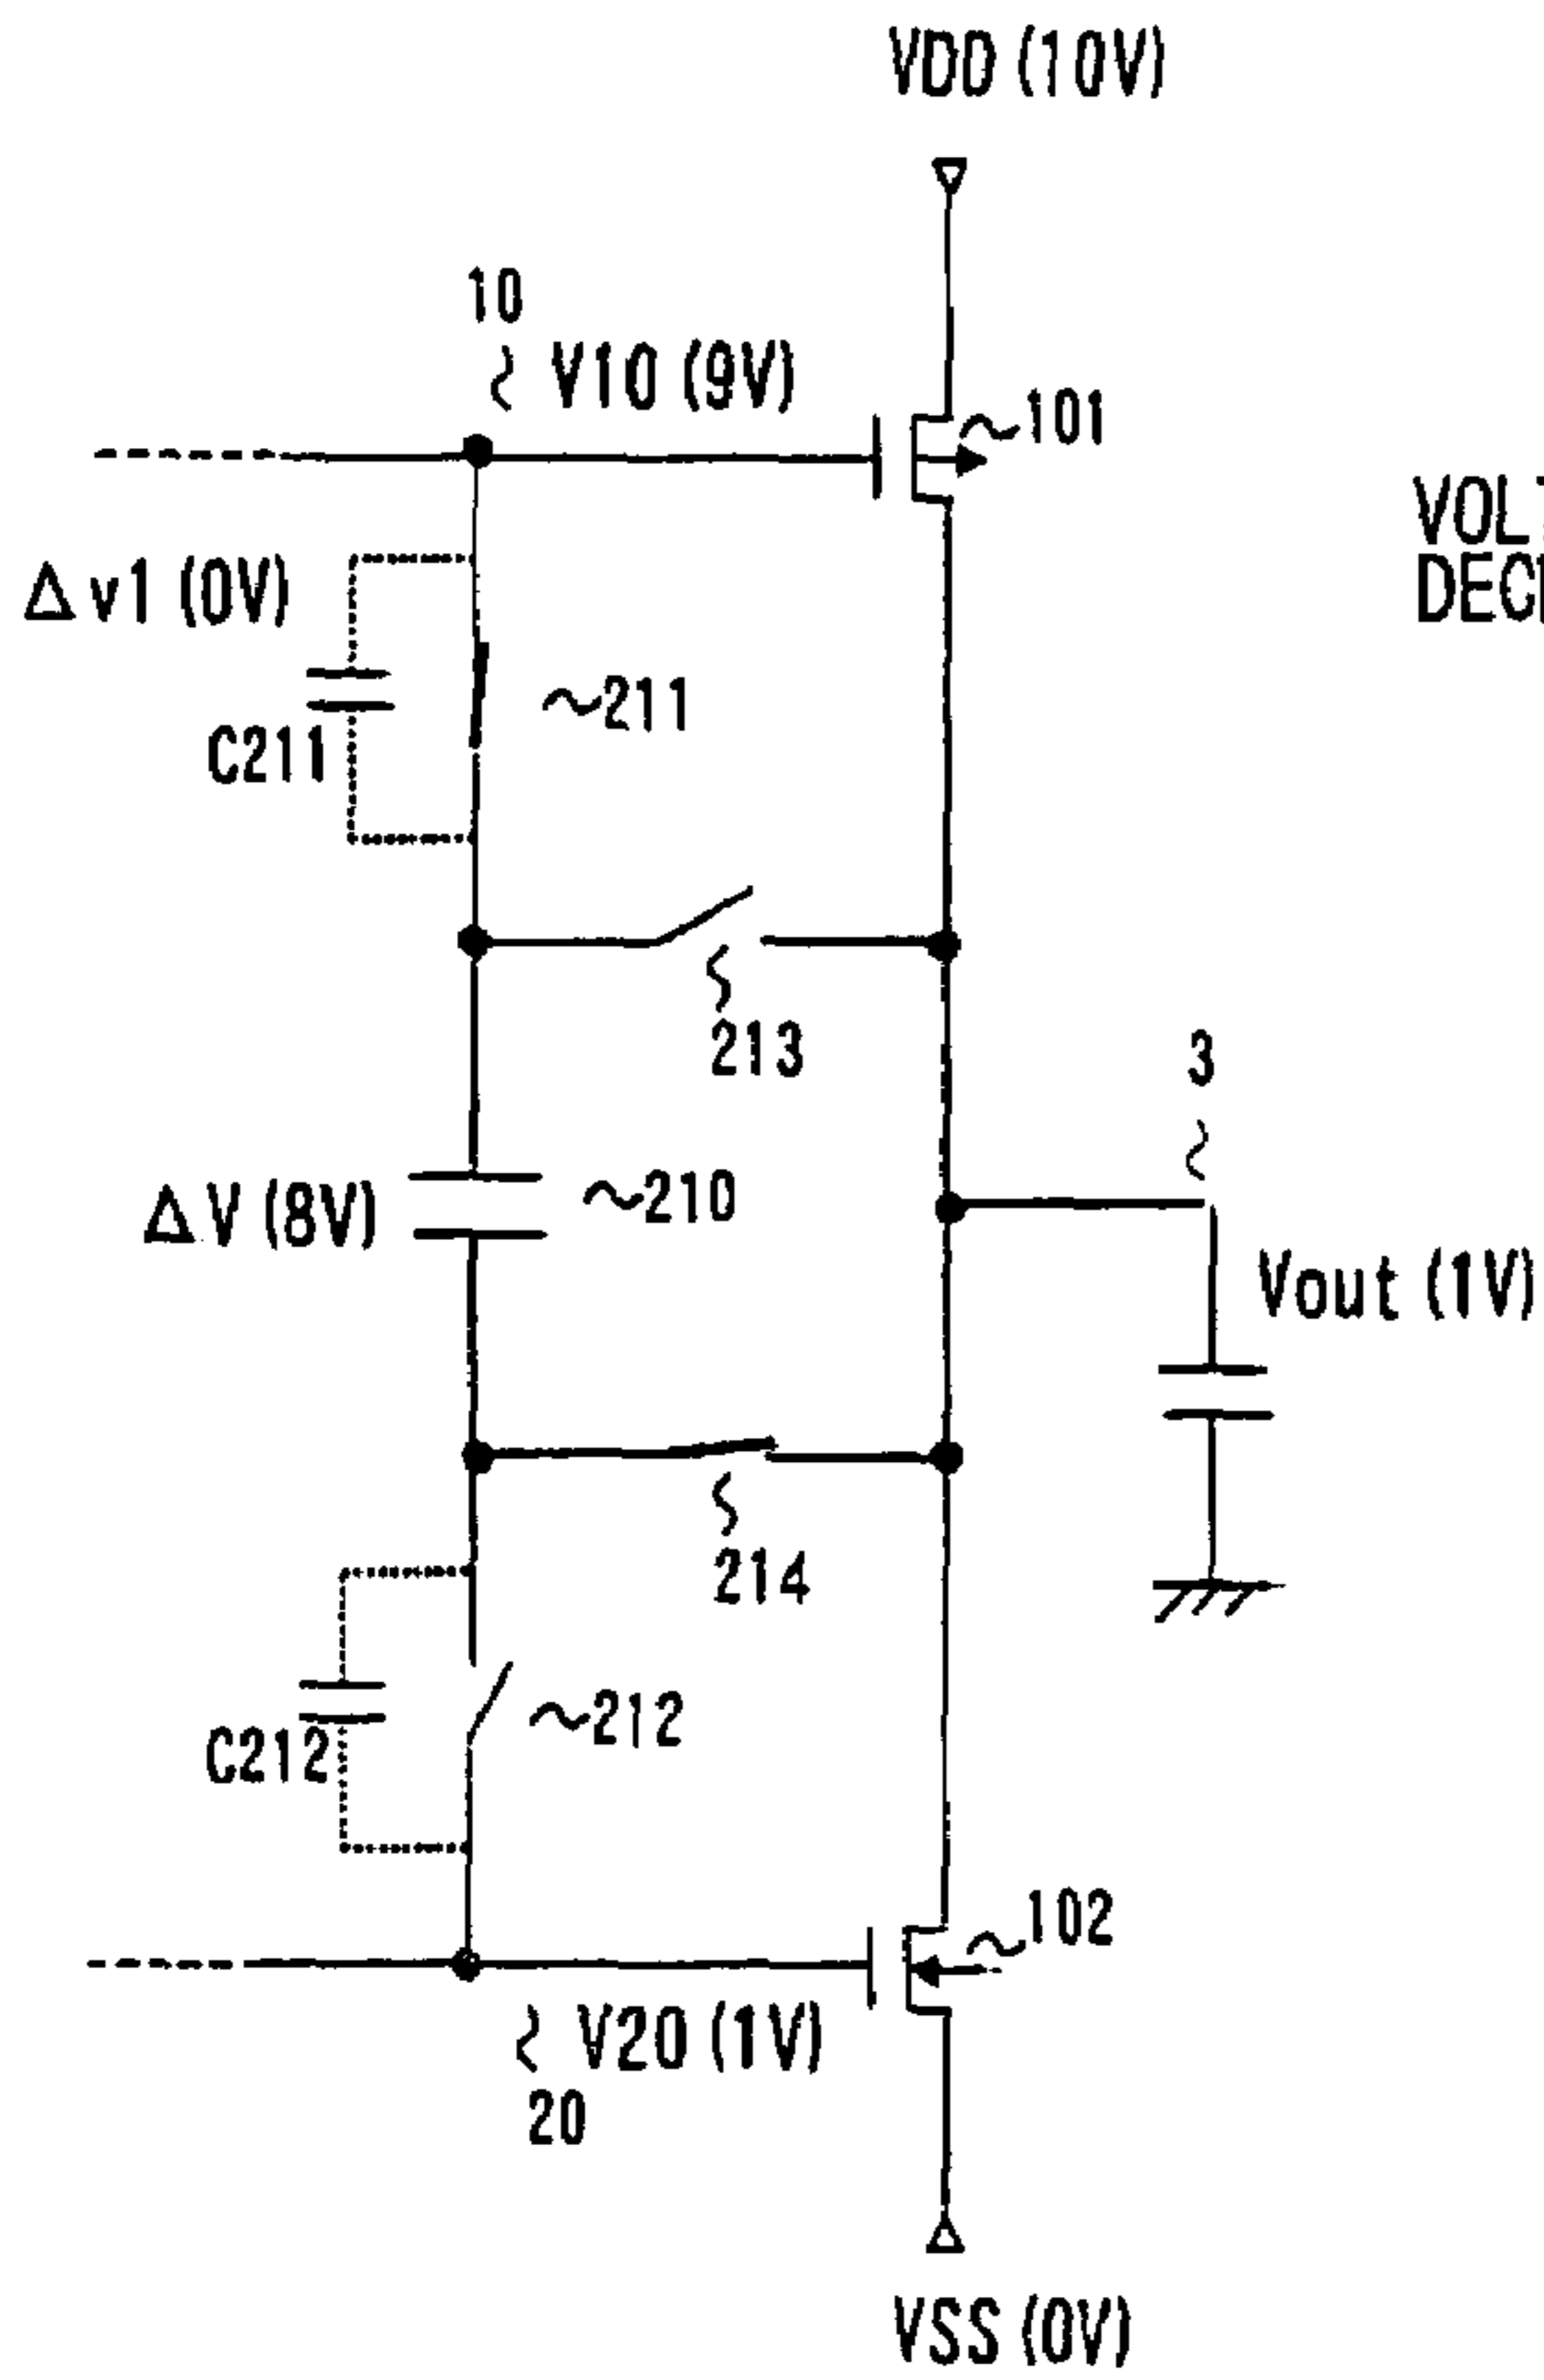 VDD (10V)
10
V10 (9V)
101
Δv1 (0V)
211
C211
213
3
ΔV (8V)
210
Vout (1V)
214
212
C212
102
V20 (1V)
20
VSS (0V)